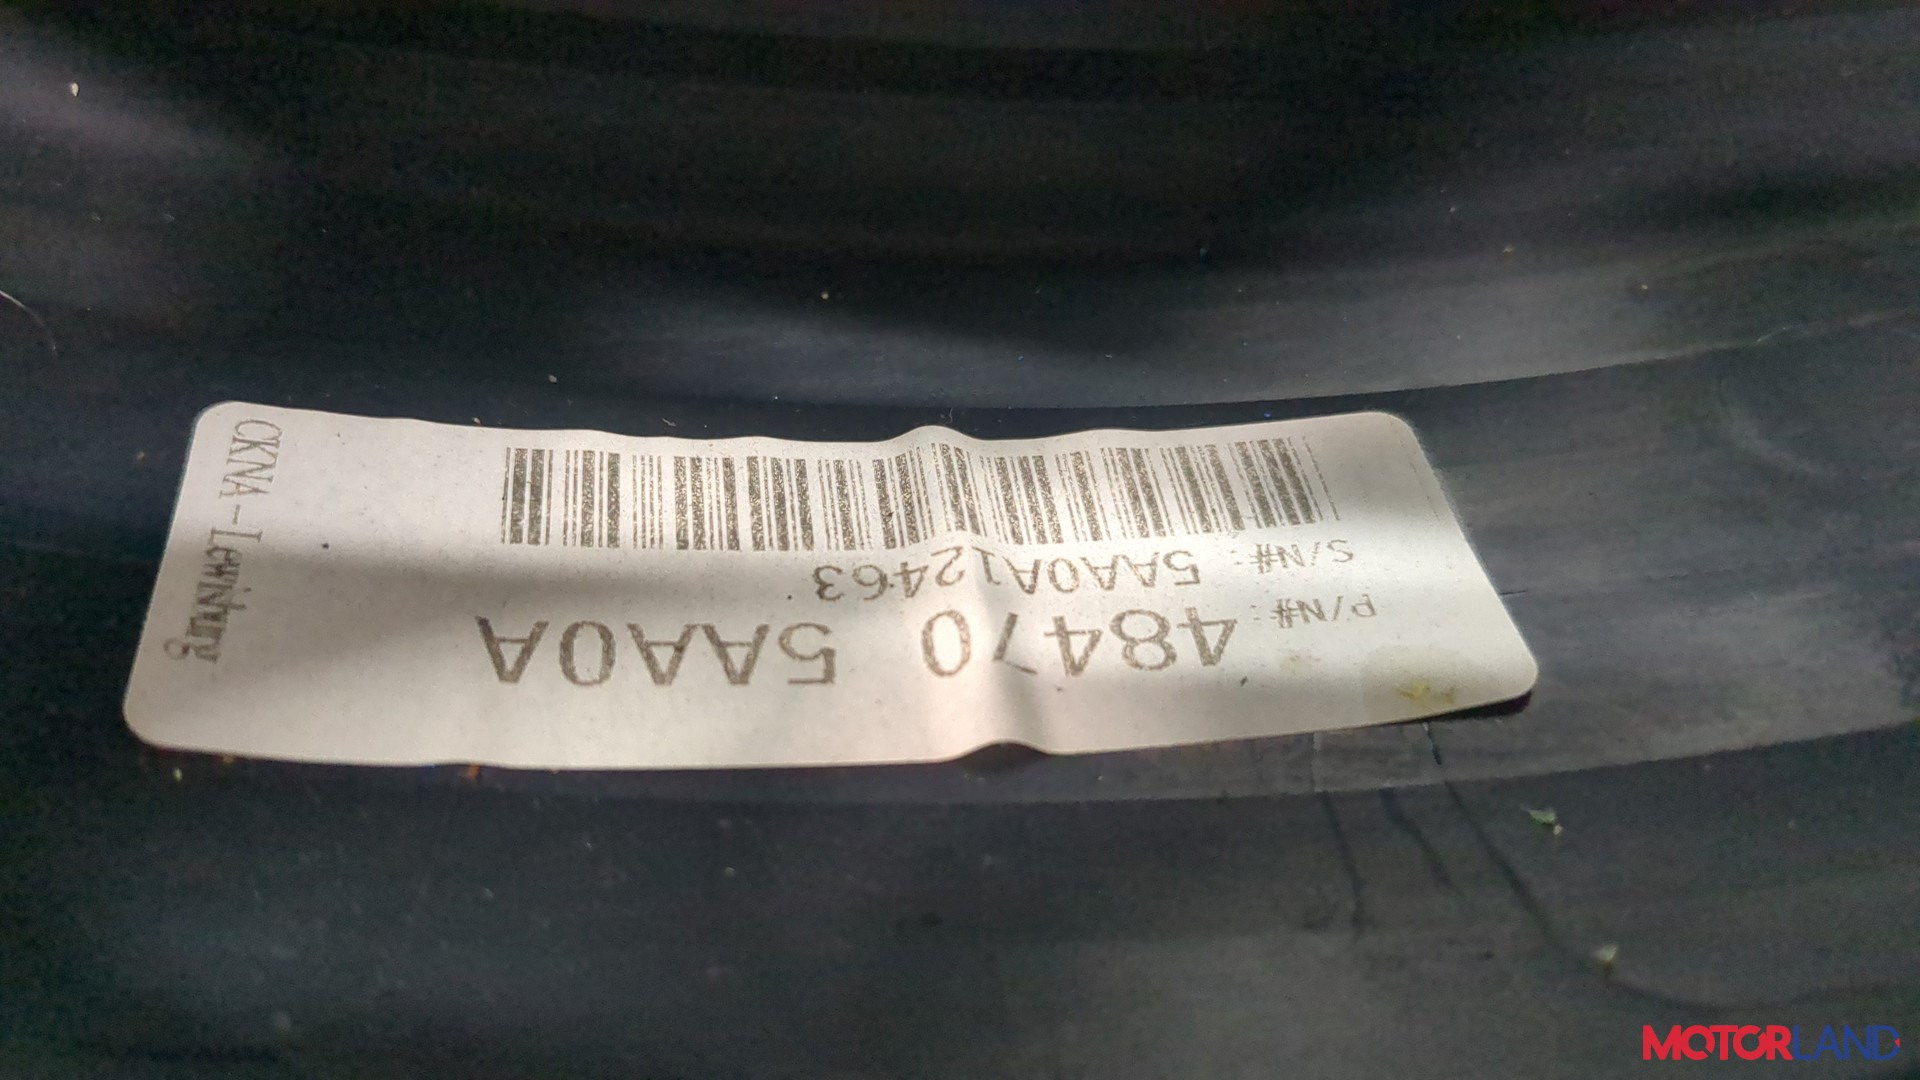 P/N#: 48470 5AA0A
S/N#: 5AA0A12463
CKNA-Lewisburg
MOTORLAND